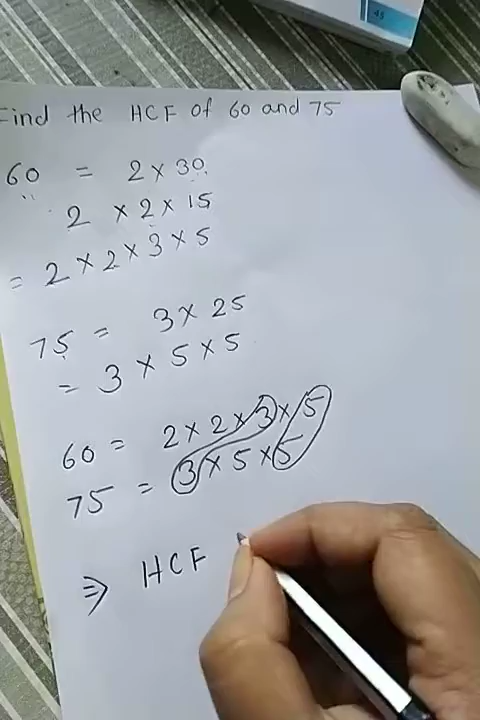 45
Find the HCF of 60 and 75
60 = 2 × 30
2 × 2 × 15
= 2 × 2 × 3 × 5
75 = 3 × 25
= 3 × 5 × 5
60 = 2 × 2 × 3 × 5
75 = 3 × 5 × 5
⇒ HCF